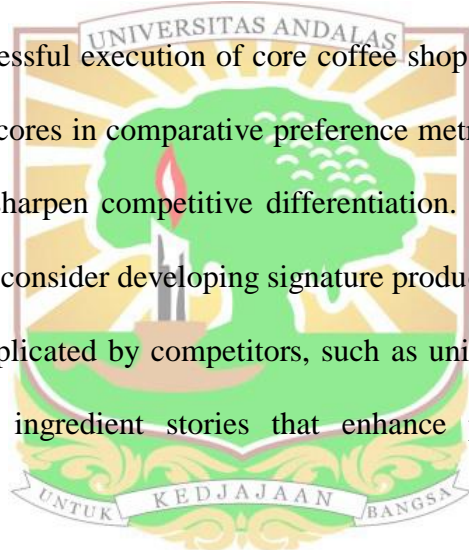 UNIVERSITAS ANDALAS
essful execution of core coffee shop
cores in comparative preference metr
sharpen competitive differentiation.
consider developing signature produ
plicated by competitors, such as uni
ingredient stories that enhance
UNTUK KEDJAJAAN BANGSA